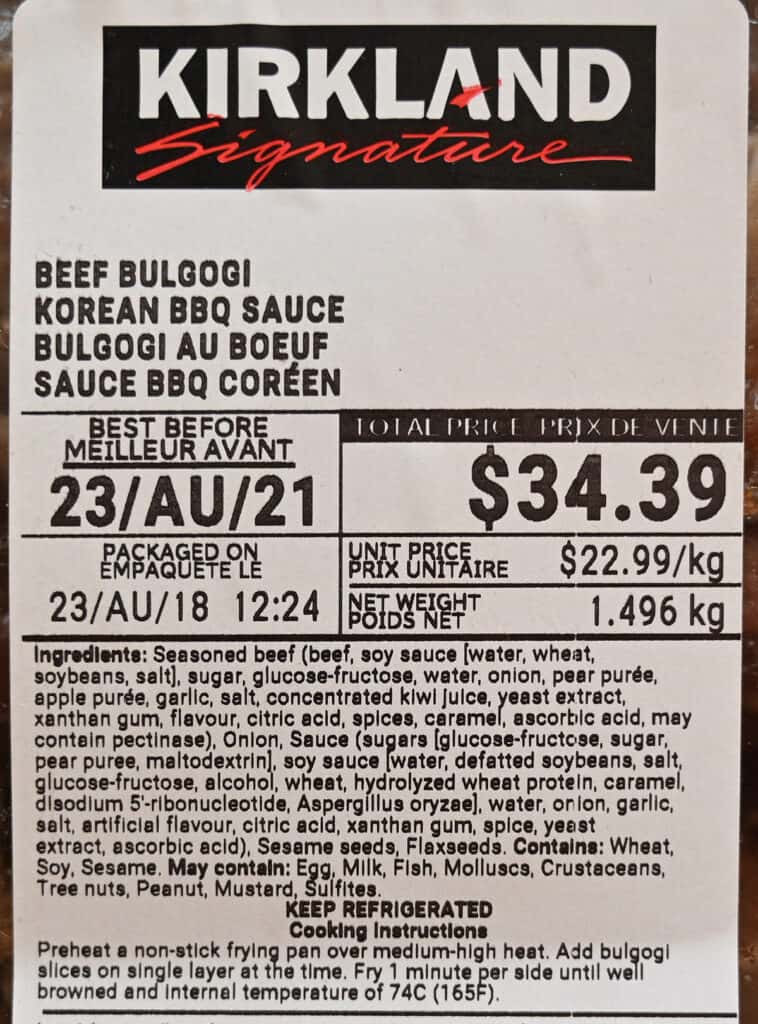 KIRKLAND
Signature
BEEF BULGOGI
KOREAN BBQ SAUCE
BULGOGI AU BOEUF
SAUCE BBQ CORÉEN
BEST BEFORE
MEILLEUR AVANT
23/AU/21
TOTAL PRICE PRIX DE VENTE
$34.39
PACKAGED ON
EMPAQUETÉ LE
23/AU/18 12:24
UNIT PRICE
PRIX UNITAIRE
$22.99/kg
NET WEIGHT
POIDS NET
1.496 kg
Ingredients: Seasoned beef (beef, soy sauce [water, wheat,
soybeans, salt], sugar, glucose-fructose, water, onion, pear purée,
apple purée, garlic, salt, concentrated kiwi juice, yeast extract,
xanthan gum, flavour, citric acid, spices, caramel, ascorbic acid, may
contain pectinase), Onion, Sauce (sugars [glucose-fructose, sugar,
pear puree, maltodextrin], soy sauce [water, defatted soybeans, salt,
glucose-fructose, alcohol, wheat, hydrolyzed wheat protein, caramel,
disodium 5'-ribonucleotide, Aspergillus oryzae], water, onion, garlic,
salt, artificial flavour, citric acid, xanthan gum, spice, yeast
extract, ascorbic acid), Sesame seeds, Flaxseeds. Contains: Wheat,
Soy, Sesame. May contain: Egg, Milk, Fish, Molluscs, Crustaceans,
Tree nuts, Peanut, Mustard, Sulfites.
KEEP REFRIGERATED
Cooking Instructions
Preheat a non-stick frying pan over medium-high heat. Add bulgogi
slices on single layer at the time. Fry 1 minute per side until well
browned and internal temperature of 74C (165F).